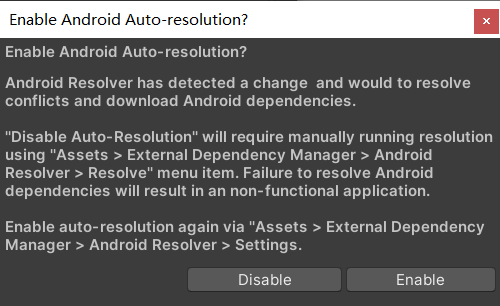 Enable Android Auto-resolution?
Enable Android Auto-resolution?
Android Resolver has detected a change  and would to resolve
conflicts and download Android dependencies.
"Disable Auto-Resolution" will require manually running resolution
using "Assets > External Dependency Manager > Android
Resolver > Resolve" menu item. Failure to resolve Android
dependencies will result in an non-functional application.
Enable auto-resolution again via "Assets > External Dependency
Manager > Android Resolver > Settings.
Disable
Enable